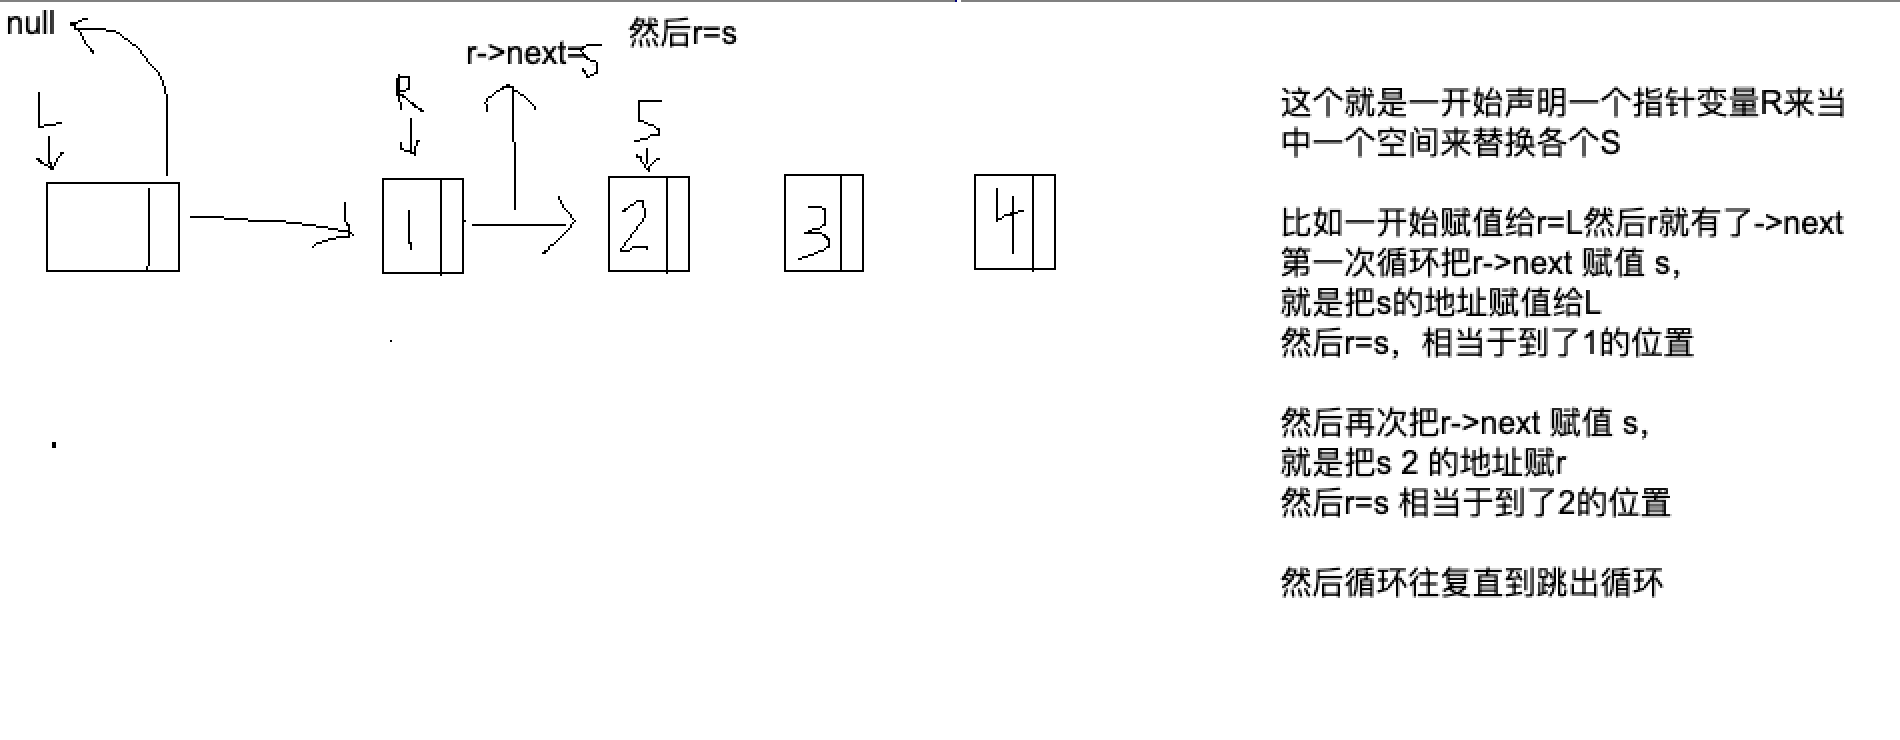 null
L
R
r->next=s
然后r=s
S
1
2
3
4
这个就是一开始声明一个指针变量R来当
中一个空间来替换各个S
比如一开始赋值给r=L然后r就有了->next
第一次循环把r->next 赋值 s，
就是把s的地址赋值给L
然后r=s，相当于到了1的位置
然后再次把r->next 赋值 s，
就是把s 2 的地址赋r
然后r=s 相当于到了2的位置
然后循环往复直到跳出循环